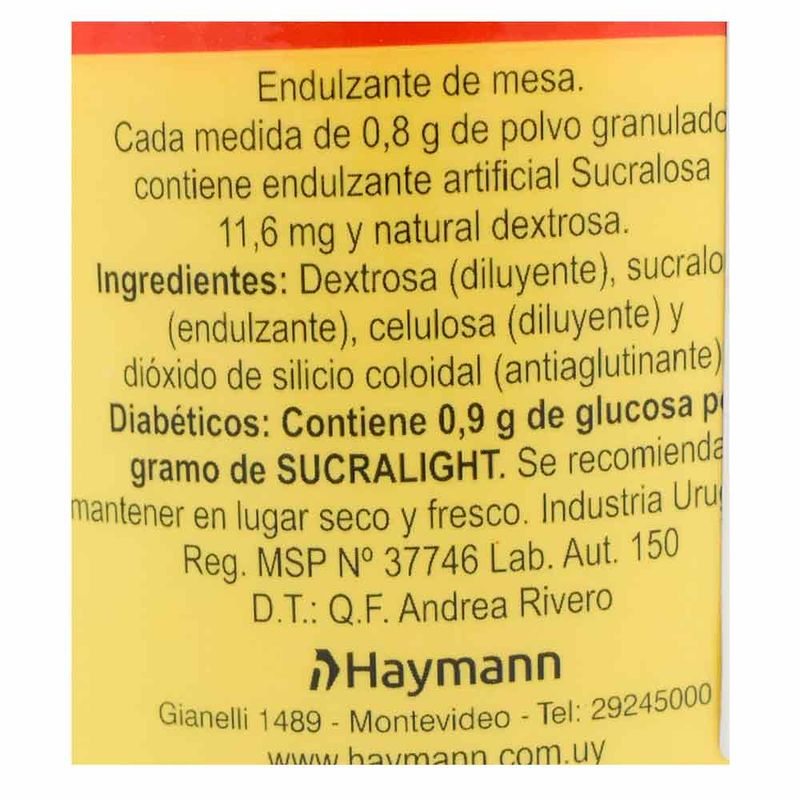 Endulzante de mesa.
Cada medida de 0,8 g de polvo granulado
contiene endulzante artificial Sucralosa
11,6 mg y natural dextrosa.
Ingredientes: Dextrosa (diluyente), sucralo
(endulzante), celulosa (diluyente) y
dióxido de silicio coloidal (antiaglutinante)
Diabéticos: Contiene 0,9 g de glucosa p
gramo de SUCRALIGHT. Se recomienda
mantener en lugar seco y fresco. Industria Uru
Reg. MSP Nº 37746 Lab. Aut. 150
D.T.: Q.F. Andrea Rivero
Haymann
Gianelli 1489 - Montevideo - Tel: 29245000
www.haymann.com.uy